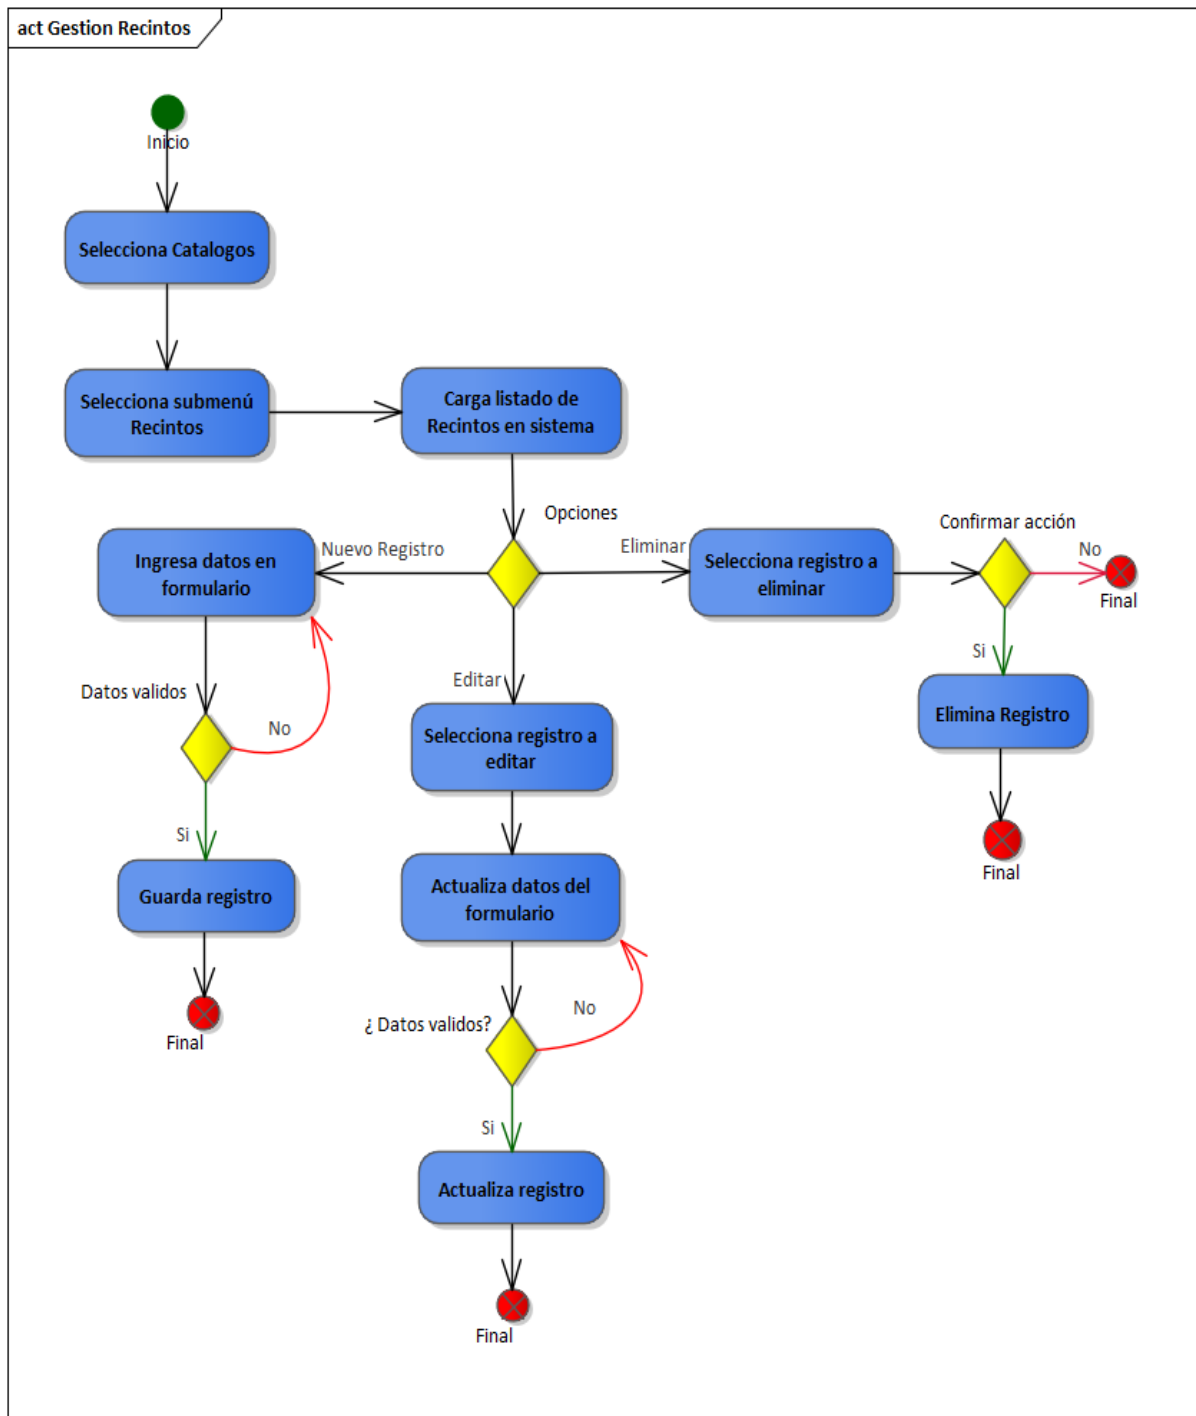 act Gestion Recintos
Inicio
Selecciona Catalogos
Selecciona submenú
Recintos
Carga listado de
Recintos en sistema
Opciones
Nuevo Registro
Eliminar
Editar
Ingresa datos en
formulario
Datos validos
No
Si
Guarda registro
Final
Selecciona registro a
editar
Actualiza datos del
formulario
¿ Datos validos?
No
Si
Actualiza registro
Final
Selecciona registro a
eliminar
Confirmar acción
No
Final
Si
Elimina Registro
Final